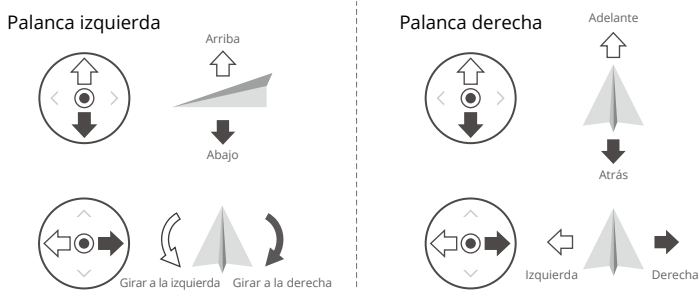 Palanca izquierda
Arriba
Abajo
Girar a la izquierda
Girar a la derecha
Palanca derecha
Adelante
Atrás
Izquierda
Derecha